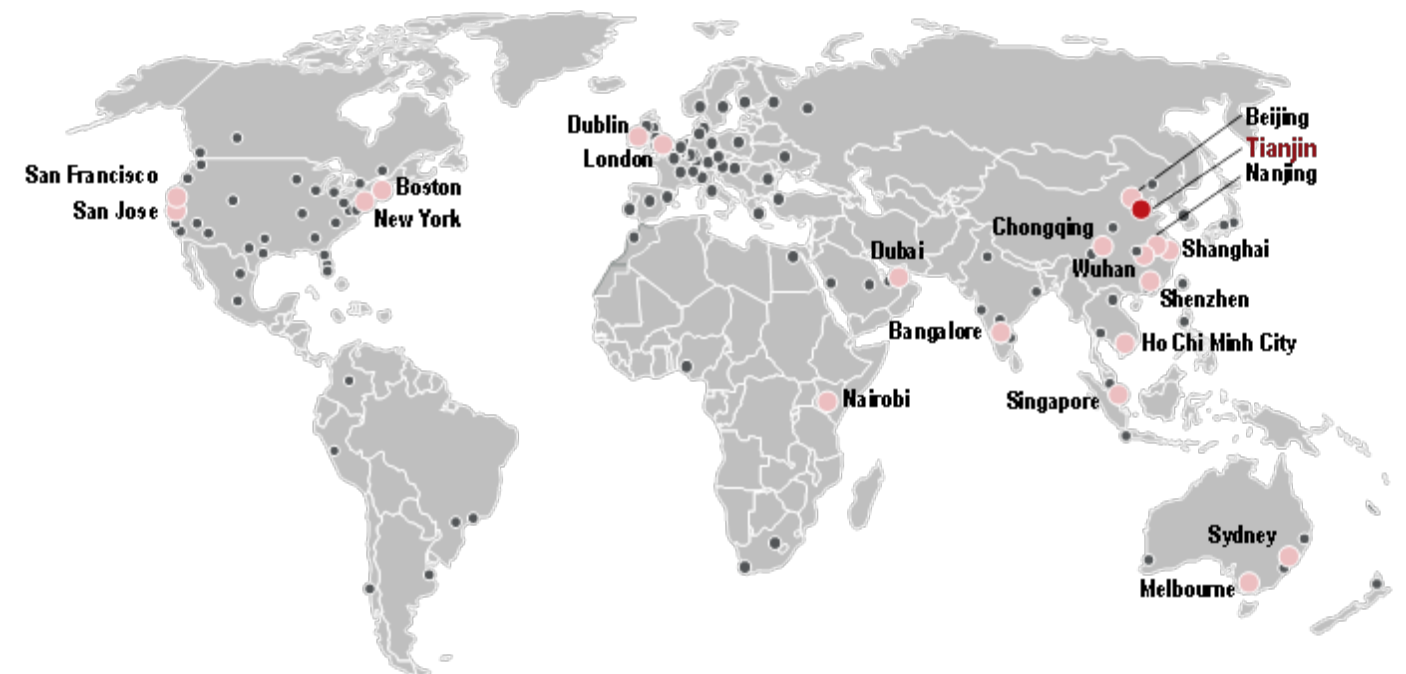 Dublin
London
San Francisco
San Jose
Boston
New York
Beijing
Tianjin
Nanjing
Chongqing
Dubai
Shanghai
Wuhan
Shenzhen
Bangalore
Ho Chi Minh City
Nairobi
Singapore
Sydney
Melbourne